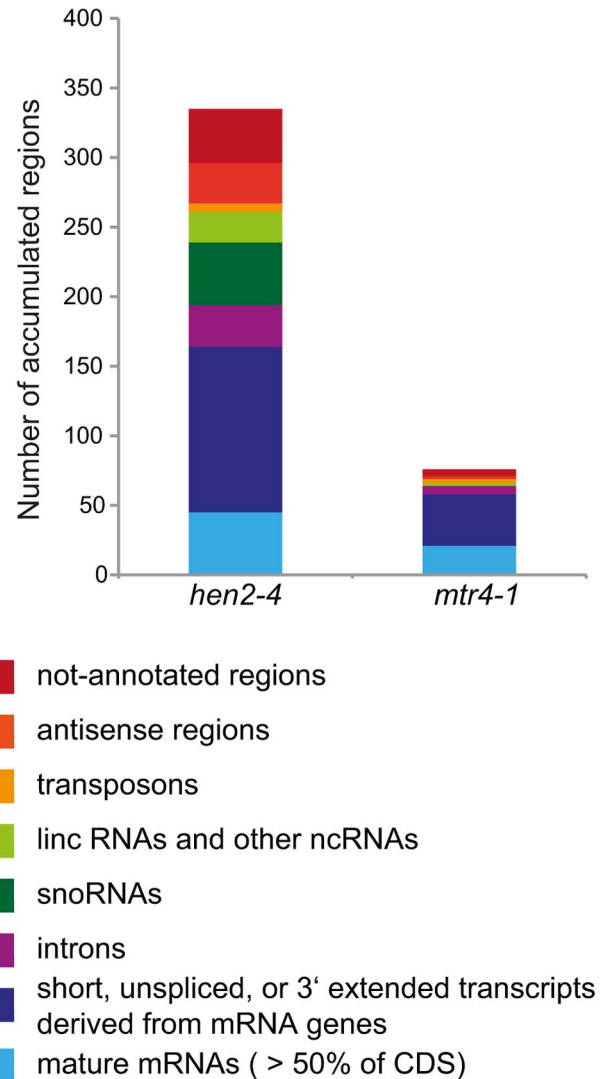 400
350
300
250
200
150
100
50
0
Number of accumulated regions
hen2-4
mtr4-1
not-annotated regions
antisense regions
transposons
linc RNAs and other ncRNAs
snoRNAs
introns
short, unspliced, or 3‘ extended transcripts
derived from mRNA genes
mature mRNAs ( > 50% of CDS)